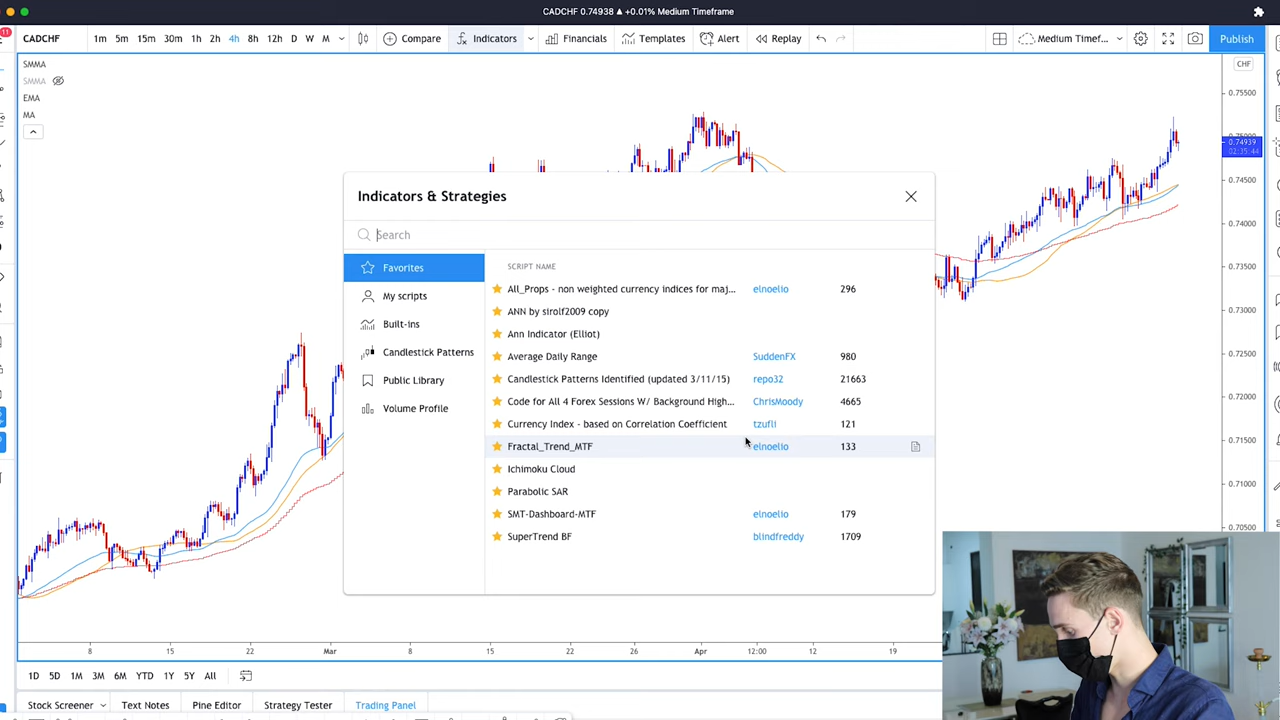 CADCHF 0.74938 ▲ +0.01% Medium Timeframe
11
CADCHF 1m 5m 15m 30m 1h 2h 4h 8h 12h D W M Compare Indicators Financials Templates Alert Replay Medium Timef... Publish
SMMA
SMMA
EMA
MA
CHF
0.75500
0.74939
02:35:44
0.74500
0.74000
0.73500
0.73000
0.72500
0.72000
0.71500
0.71000
0.70500
Indicators & Strategies
Search
Favorites
My scripts
Built-ins
Candlestick Patterns
Public Library
Volume Profile
SCRIPT NAME
All_Props - non weighted currency indices for maj... elnoelio 296
ANN by sirolf2009 copy
Ann Indicator (Elliot)
Average Daily Range SuddenFX 980
Candlestick Patterns Identified (updated 3/11/15) repo32 21663
Code for All 4 Forex Sessions W/ Background High... ChrisMoody 4665
Currency Index - based on Correlation Coefficient tzufli 121
Fractal_Trend_MTF elnoelio 133
Ichimoku Cloud
Parabolic SAR
SMT-Dashboard-MTF elnoelio 179
SuperTrend BF blindfreddy 1709
8 15 22 Mar 8 15 22 26 Apr 12:00 12 19
1D 5D 1M 3M 6M YTD 1Y 5Y All
Stock Screener Text Notes Pine Editor Strategy Tester Trading Panel